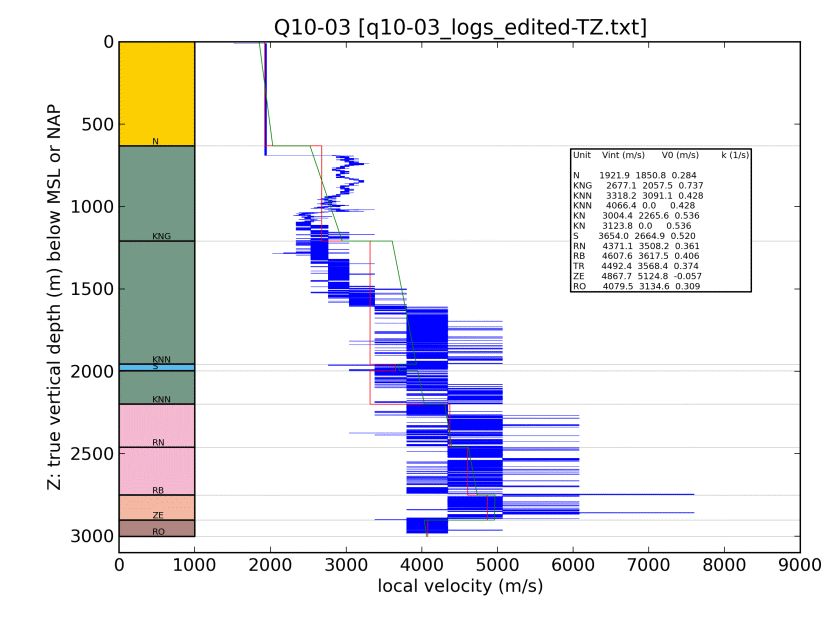 Q10-03 [q10-03_logs_edited-TZ.txt]
Z: true vertical depth (m) below MSL or NAP
0
500
1000
1500
2000
2500
3000
N
KNG
KNN
S
KNN
RN
RB
ZE
RO
Unit Vint (m/s) V0 (m/s) k (1/s)
N 1921.9 1850.8 0.284
KNG 2677.1 2057.5 0.737
KNN 3318.2 3091.1 0.428
KNN 4066.4 0.0 0.428
KN 3004.4 2265.6 0.536
KN 3123.8 0.0 0.536
S 3654.0 2664.9 0.520
RN 4371.1 3508.2 0.361
RB 4607.6 3617.5 0.406
TR 4492.4 3568.4 0.374
ZE 4867.7 5124.8 -0.057
RO 4079.5 3134.6 0.309
0 1000 2000 3000 4000 5000 6000 7000 8000 9000
local velocity (m/s)